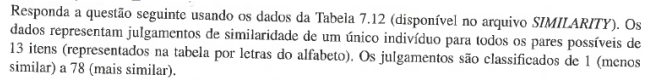 Responda a questão seguinte usando os dados da Tabela 7.12 (disponível no arquivo SIMILARITY). Os
dados representam julgamentos de similaridade de um único indivíduo para todos os pares possíveis de
13 itens (representados na tabela por letras do alfabeto). Os julgamentos são classificados de 1 (menos
similar) a 78 (mais similar).